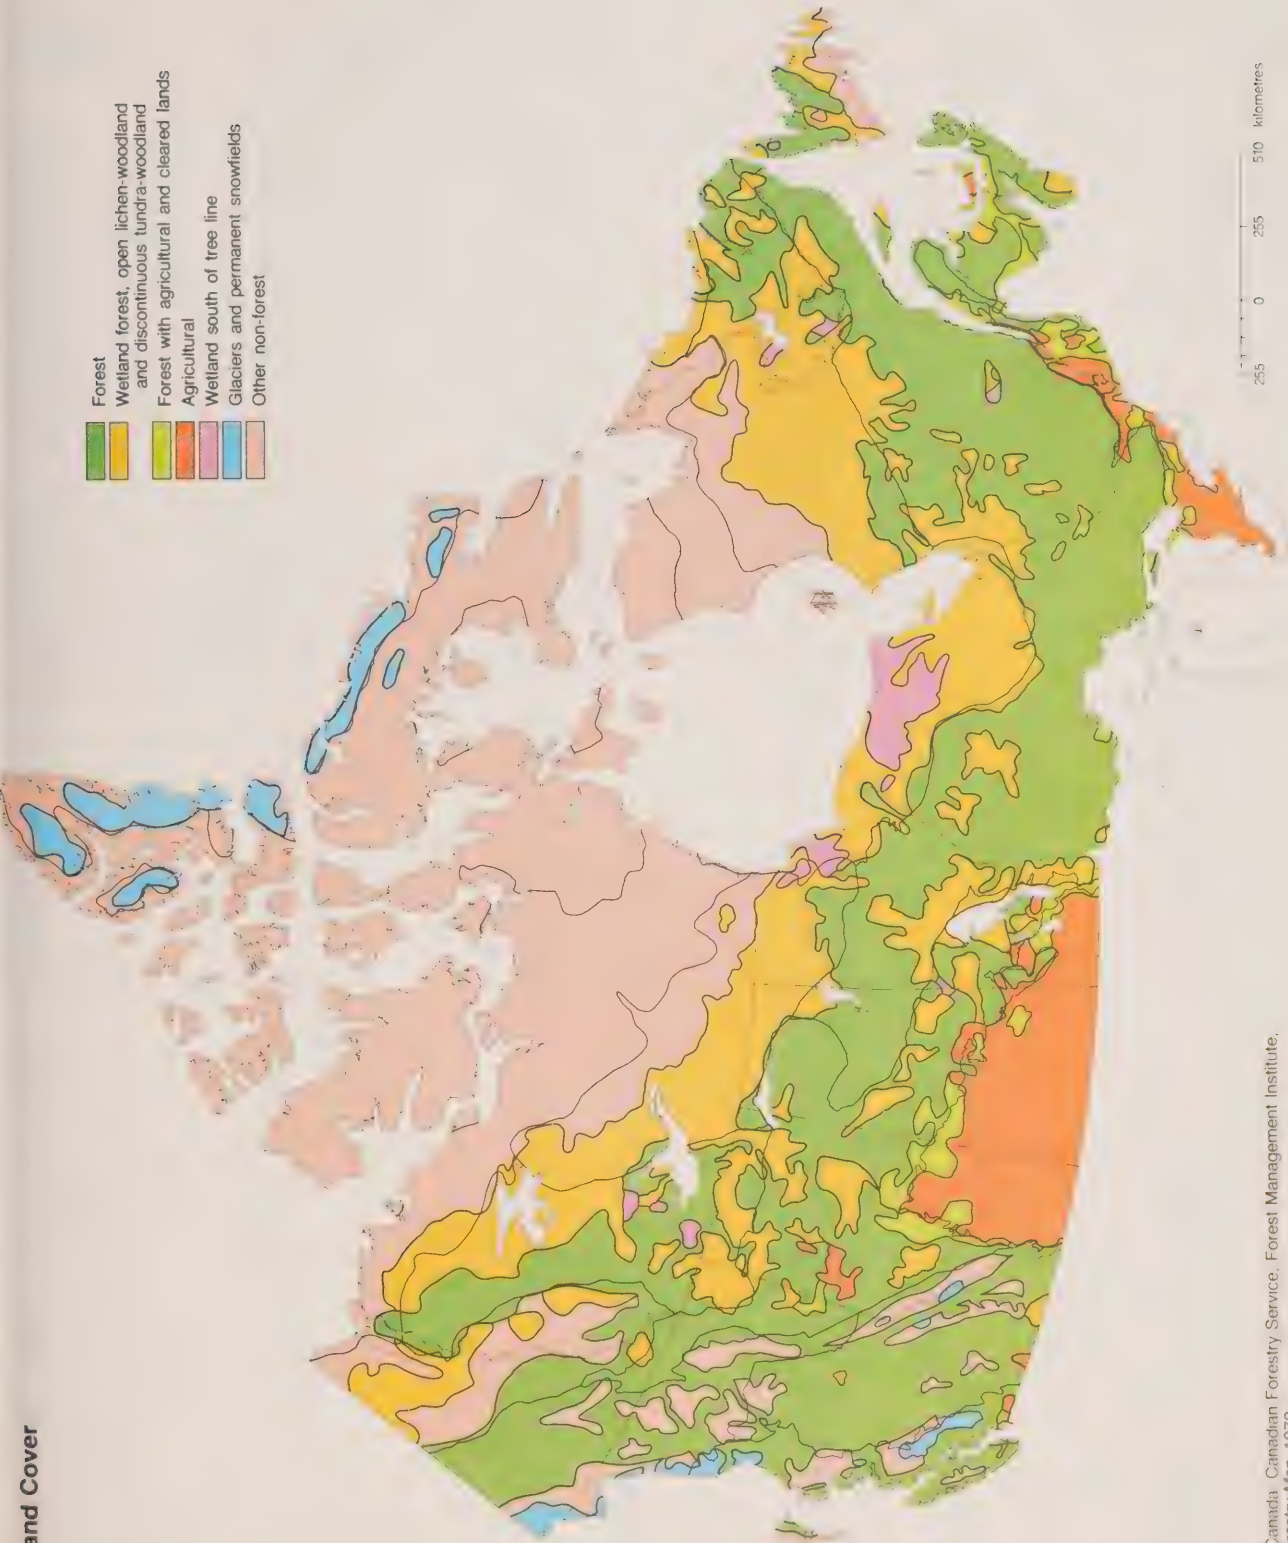 and Cover
Forest
Wetland forest, open lichen-woodland
and discontinuous tundra-woodland
Forest with agricultural and cleared lands
Agricultural
Wetland south of tree line
Glaciers and permanent snowfields
Other non-forest
255 0 255 510 kilometres
Canada Canadian Forestry Service, Forest Management Institute,